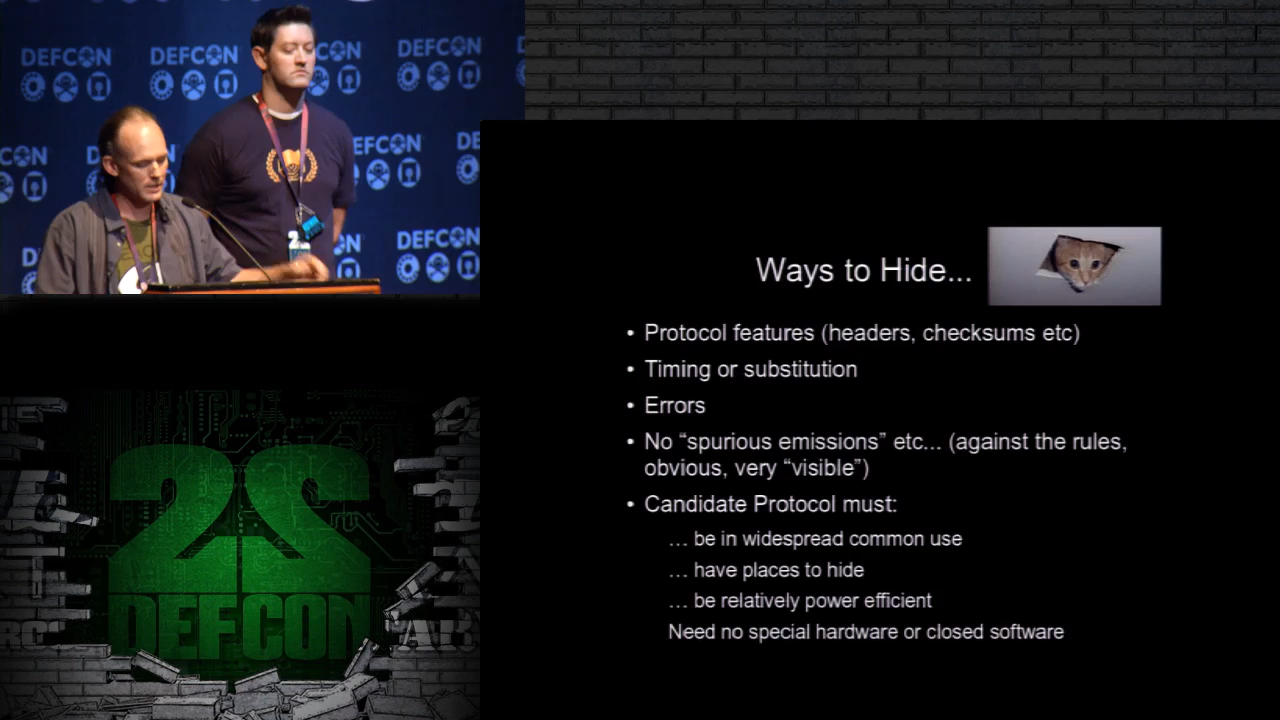 DEFCON DEFCON DEFCON DEFCON
DEFCON
DEFCON
22
DEFCON
Ways to Hide...
• Protocol features (headers, checksums etc)
• Timing or substitution
• Errors
• No “spurious emissions” etc... (against the rules,
obvious, very “visible”)
• Candidate Protocol must:
… be in widespread common use
… have places to hide
… be relatively power efficient
Need no special hardware or closed software